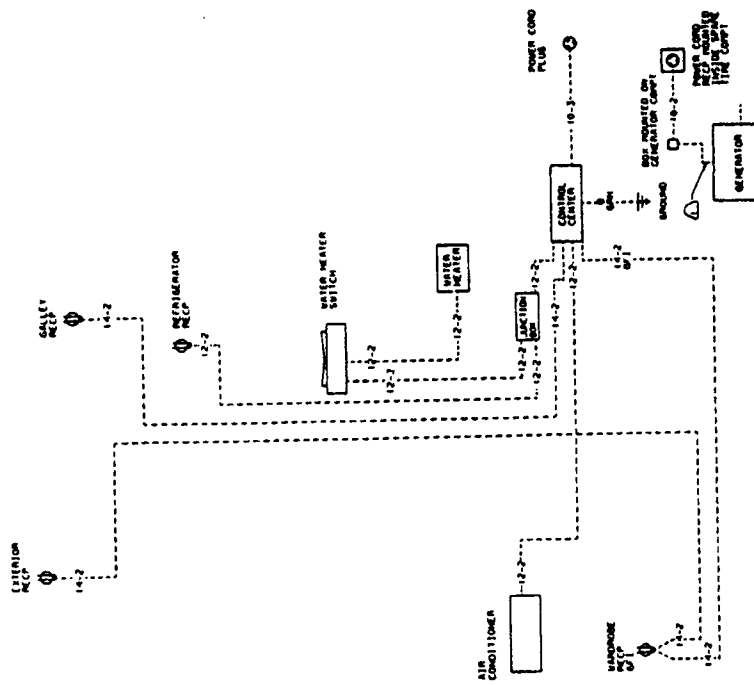 EXTERIOR
RECP
14-2
GALLEY
RECP
14-2
REFRIGERATOR
RECP
12-2
WATER HEATER
SWITCH
12-2
12-2
WATER
HEATER
12-2
POWER CORD
PLUG
10-3
CONTROL
CENTER
GRN
GROUND
BOX MOUNTED ON
GENERATOR COMPT
10-2
POWER CORD
RECP MOUNTED
INSIDE SPARE
TIRE COMPT
GENERATOR
JUNCTION
BOX
12-2
12-2
12-2
14-2
12-2
14-2
GFI
AIR
CONDITIONER
12-2
WARDROBE
RECP
GFI
14-2
14-2